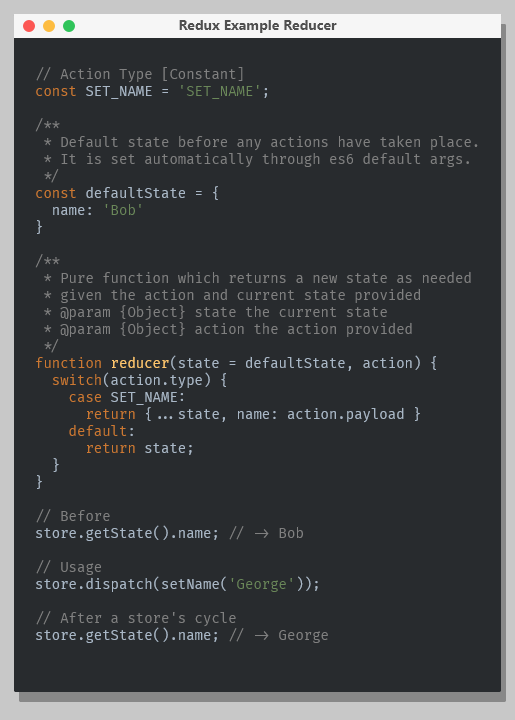 Redux Example Reducer
// Action Type [Constant]
const SET_NAME = 'SET_NAME';
/**
 * Default state before any actions have taken place.
 * It is set automatically through es6 default args.
 */
const defaultState = {
  name: 'Bob'
}
/**
 * Pure function which returns a new state as needed
 * given the action and current state provided
 * @param {Object} state the current state
 * @param {Object} action the action provided
 */
function reducer(state = defaultState, action) {
  switch(action.type) {
    case SET_NAME:
      return {...state, name: action.payload }
    default:
      return state;
  }
}
// Before
store.getState().name; // -> Bob
// Usage
store.dispatch(setName('George'));
// After a store's cycle
store.getState().name; // -> George